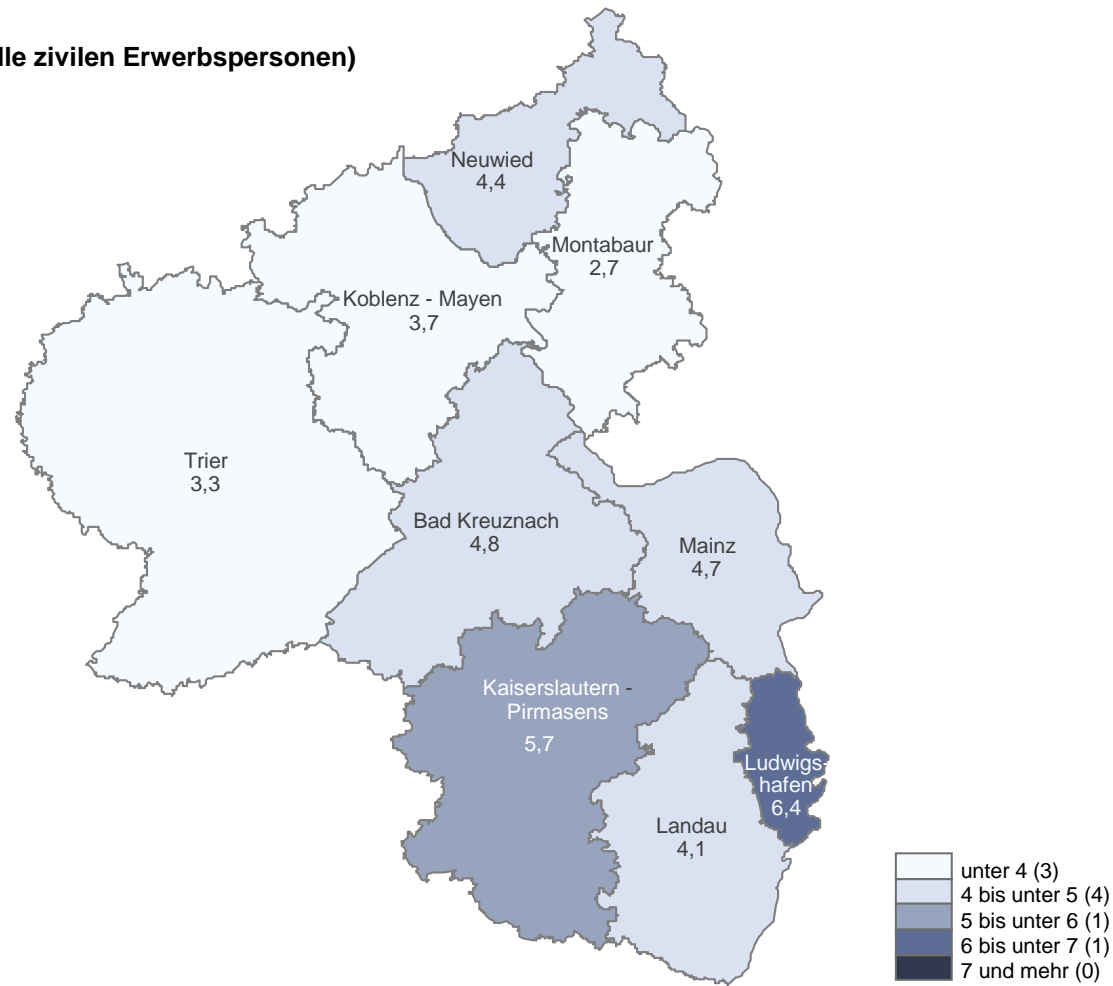 lle zivilen Erwerbspersonen)
Neuwied
4,4
Montabaur
2,7
Koblenz - Mayen
3,7
Trier
3,3
Bad Kreuznach
4,8
Mainz
4,7
Kaiserslautern -
Pirmasens
5,7
Ludwigs-
hafen
6,4
Landau
4,1
unter 4 (3)
4 bis unter 5 (4)
5 bis unter 6 (1)
6 bis unter 7 (1)
7 und mehr (0)